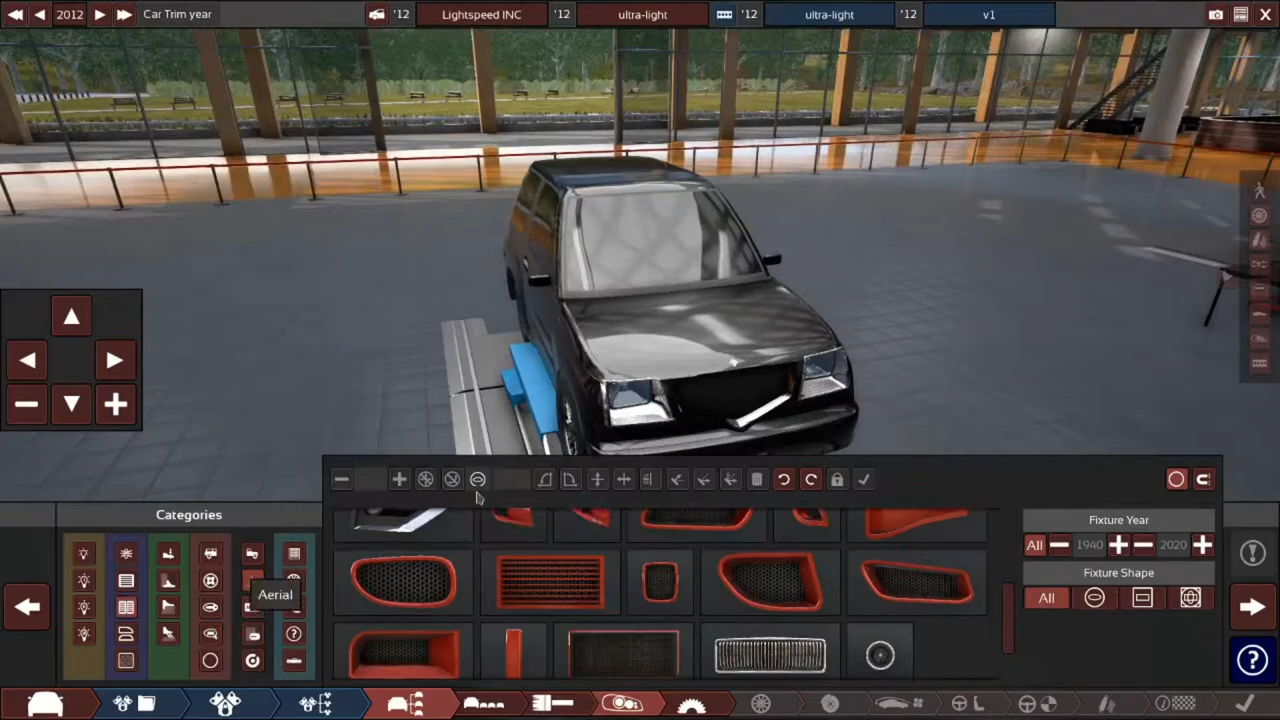 2012 Car Trim year '12 Lightspeed INC '12 ultra-light '12 ultra-light '12 v1 X
Categories
Aerial
Fixture Year
All 1940 2020
Fixture Shape
All
?
?